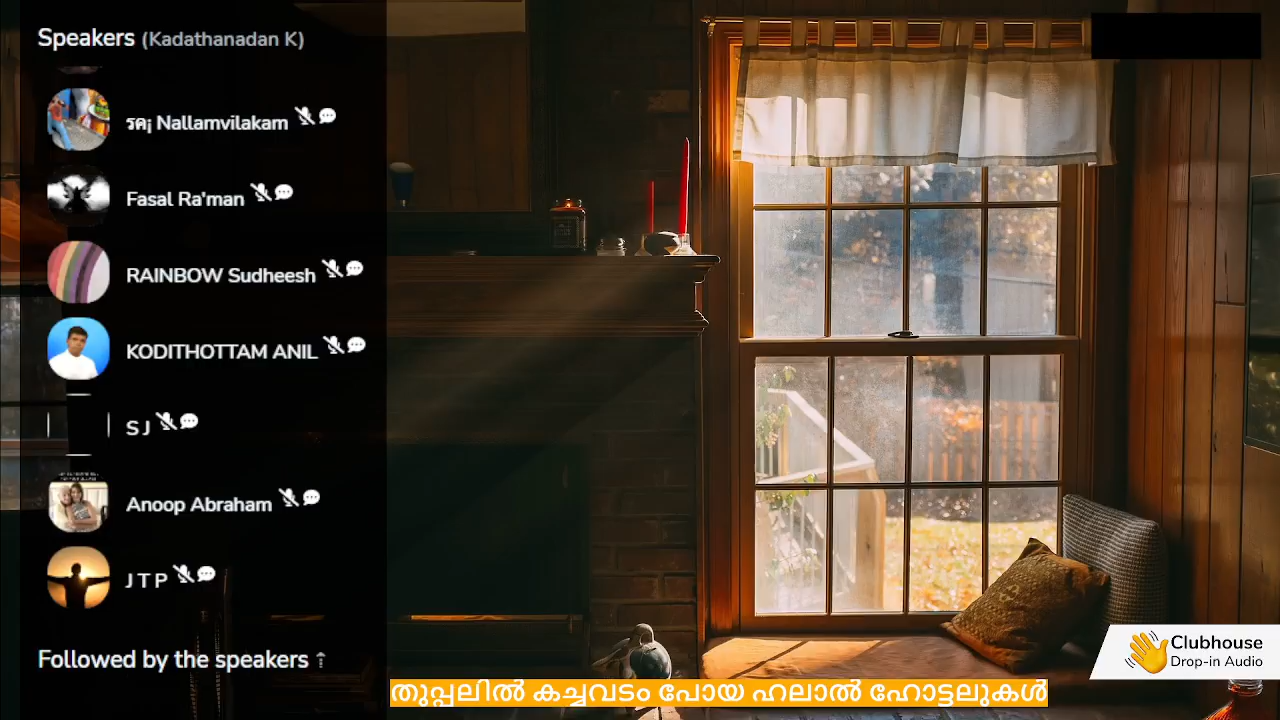 Speakers (Kadathanadan K)
Nallamvilakam
Fasal Ra'man
RAINBOW Sudheesh
KODITHOTTAM ANIL
S J
Anoop Abraham
J T P
Followed by the speakers ⇡
Clubhouse
Drop-in Audio
തുപ്പലിൽ കച്ചവടം പോയ ഹലാൽ ഹോട്ടലുകൾ